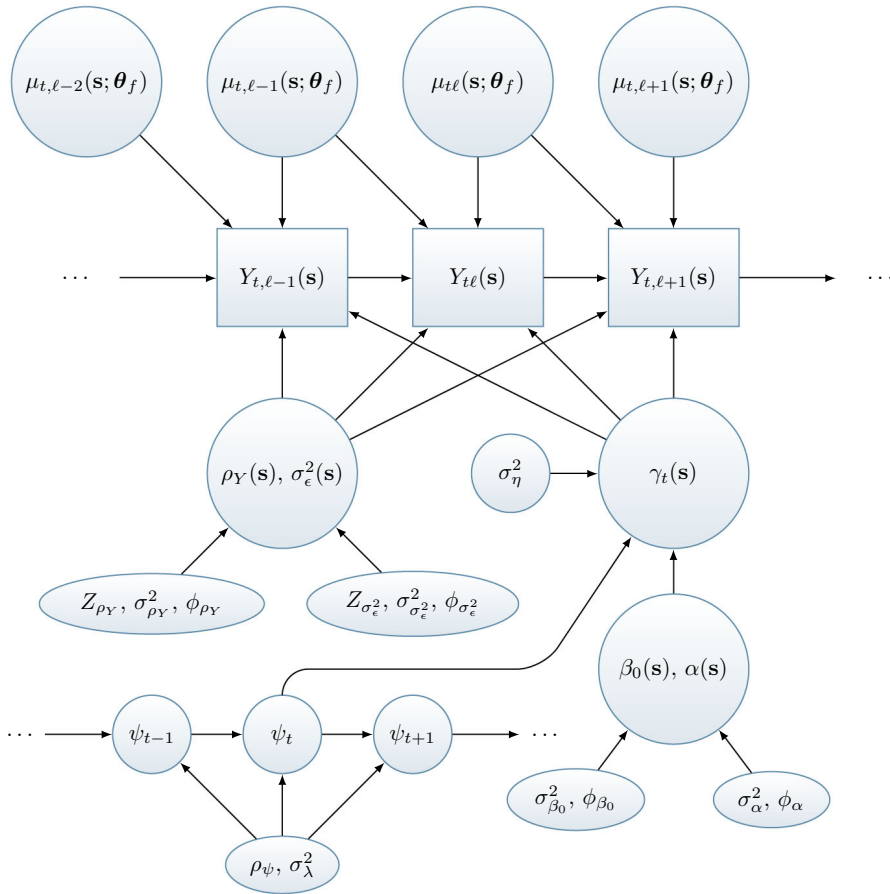 μ_{t,ℓ−2}(s; θ_f) μ_{t,ℓ−1}(s; θ_f) μ_{tℓ}(s; θ_f) μ_{t,ℓ+1}(s; θ_f)
⋯ Y_{t,ℓ−1}(s) Y_{tℓ}(s) Y_{t,ℓ+1}(s) ⋯
ρ_Y(s), σ²_ϵ(s) σ²_η γ_t(s)
Z_{ρ_Y}, σ²_{ρ_Y}, ϕ_{ρ_Y} Z_{σ²_ϵ}, σ²_{σ²_ϵ}, ϕ_{σ²_ϵ}
β_0(s), α(s)
⋯ ψ_{t−1} ψ_t ψ_{t+1} ⋯
σ²_{β_0}, ϕ_{β_0} σ²_α, ϕ_α
ρ_ψ, σ²_λ